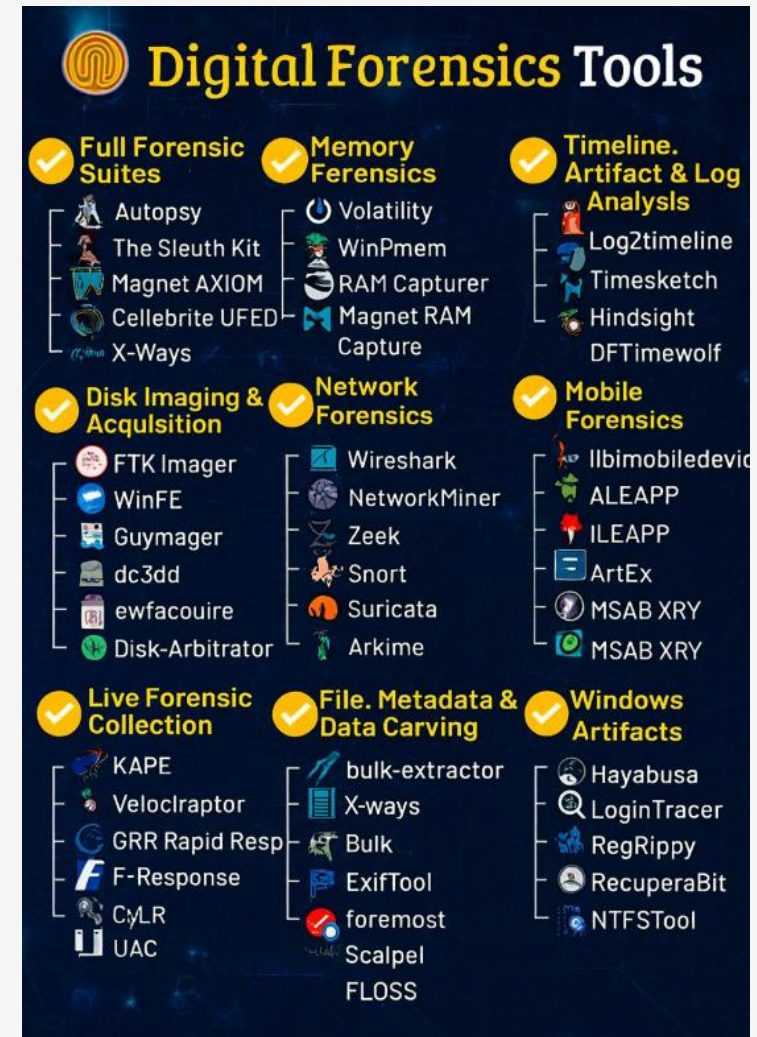 Digital Forensics Tools
Full Forensic
Suites
Autopsy
The Sleuth Kit
Magnet AXIOM
Cellebrite UFED
X-Ways
Memory
Ferensics
Volatility
WinPmem
RAM Capturer
Magnet RAM
Capture
Timeline.
Artifact & Log
Analysls
Log2timeline
Timesketch
Hindsight
DFTimewolf
Disk Imaging &
Acqulsition
FTK Imager
WinFE
Guymager
dc3dd
ewfacouire
Disk-Arbitrator
Network
Forensics
Wireshark
NetworkMiner
Zeek
Snort
Suricata
Arkime
Mobile
Forensics
llbimobiledevic
ALEAPP
ILEAPP
ArtEx
MSAB XRY
MSAB XRY
Live Forensic
Collection
KAPE
Veloclraptor
GRR Rapid Resp
F-Response
CyLR
UAC
File. Metadata &
Data Carving
bulk-extractor
X-ways
Bulk
ExifTool
foremost
Scalpel
FLOSS
Windows
Artifacts
Hayabusa
LoginTracer
RegRippy
RecuperaBit
NTFSTool